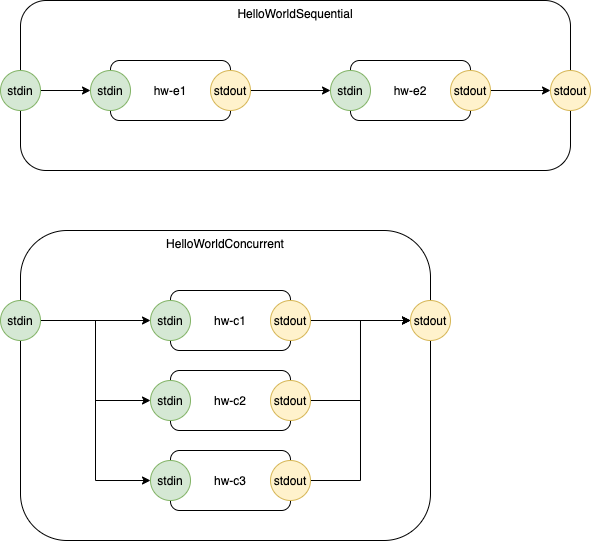 HelloWorldSequential
stdin stdin hw-e1 stdout stdin hw-e2 stdout stdout
HelloWorldConcurrent
stdin stdin hw-c1 stdout stdout
stdin hw-c2 stdout
stdin hw-c3 stdout